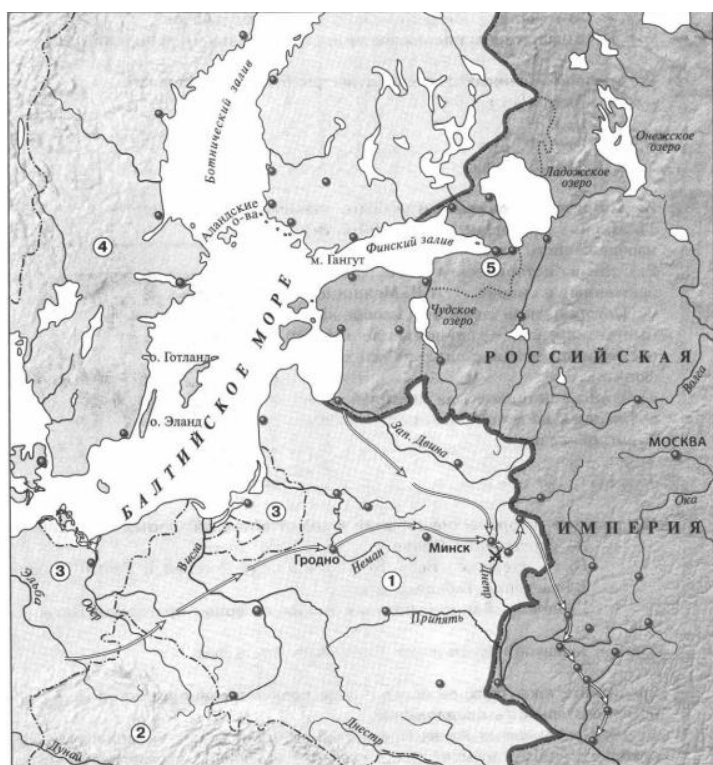 Ботнический залив
Онежское
озеро
Ладожское
озеро
Аландские
о-ва
4
Финский залив
м. Гангут
5
Чудское
озеро
БАЛТИЙСКОЕ МОРЕ
о. Готланд
РОССИЙСКАЯ
Волга
о. Эланд
Зап. Двина
МОСКВА
Ока
3
ИМПЕРИЯ
Висла
Минск
Гродно
Неман
3
Эльба
Одер
1
Днепр
Припять
2
Дунай
Днестр